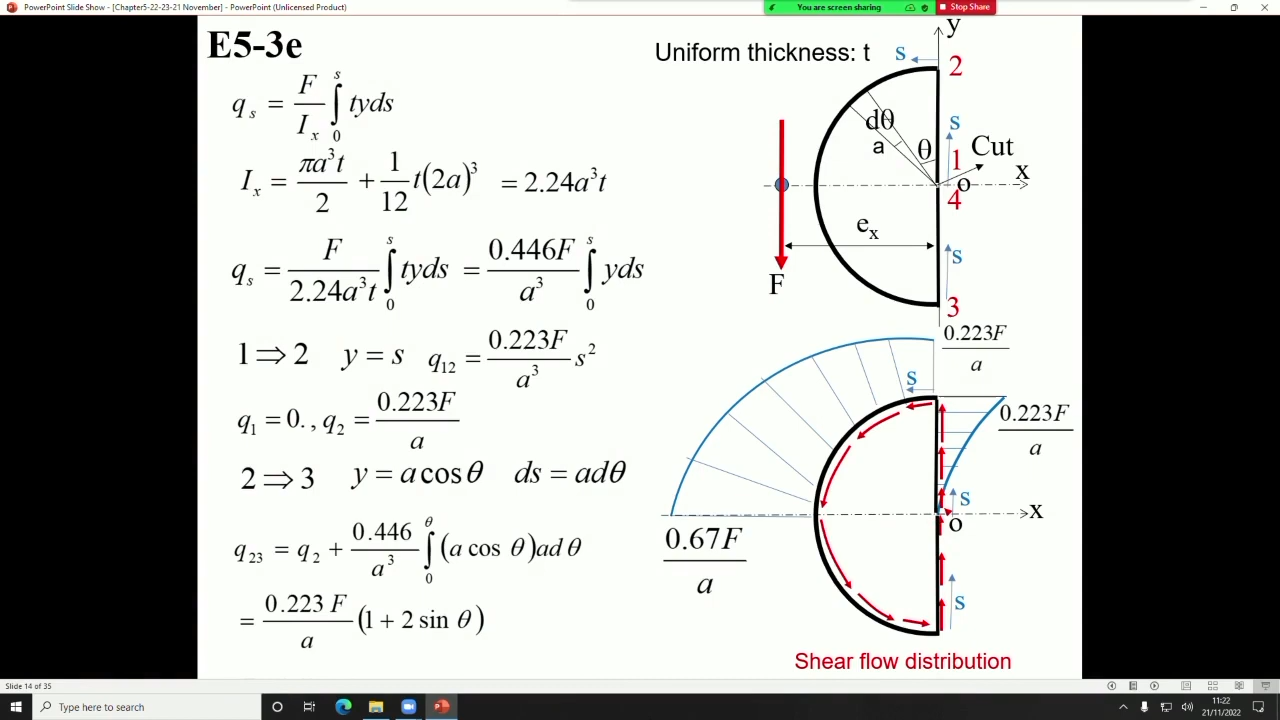 PowerPoint Slide Show - [Chapter5-22-23-21 November] - PowerPoint (Unlicensed Product)
You are screen sharing
Stop Share
E5-3e
Uniform thickness: t
q_s = F/I_x ∫_0^s tyds
I_x = πa³t/2 + 1/12 t(2a)³ = 2.24a³t
q_s = F/2.24a³t ∫_0^s tyds = 0.446F/a³ ∫_0^s yds
1⇒2 y = s q_12 = 0.223F/a³ s²
q_1 = 0. , q_2 = 0.223F/a
2⇒3 y = a cos θ ds = adθ
q_23 = q_2 + 0.446/a³ ∫_0^θ (a cos θ)adθ
= 0.223 F/a (1 + 2 sin θ)
y
s
2
dθ
a
θ
s
1
Cut
x
o
4
e_x
s
F
3
0.223F/a
s
0.223F/a
s
x
o
0.67F/a
s
Shear flow distribution
Slide 14 of 35
Type here to search
11:22
21/11/2022